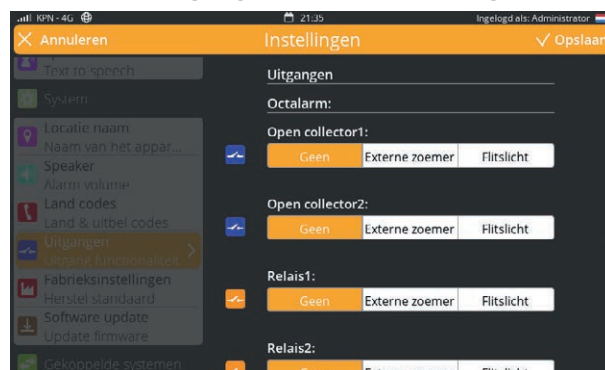 KPN - 4G
21:35
Ingelogd als: Administrator
Annuleren
Instellingen
Opslaan
Text to speech
System
Locatie naam
Naam van het appar...
Speaker
Alarm volume
Land codes
Land & uitbel codes
Uitgangen
Uitgang functionaliteit
Fabrieksinstellingen
Herstel standaard
Software update
Update firmware
Gekoppelde systemen
Uitgangen
Octalarm:
Open collector1:
Geen
Externe zoemer
Flitslicht
Open collector2:
Geen
Externe zoemer
Flitslicht
Relais1:
Geen
Externe zoemer
Flitslicht
Relais2: